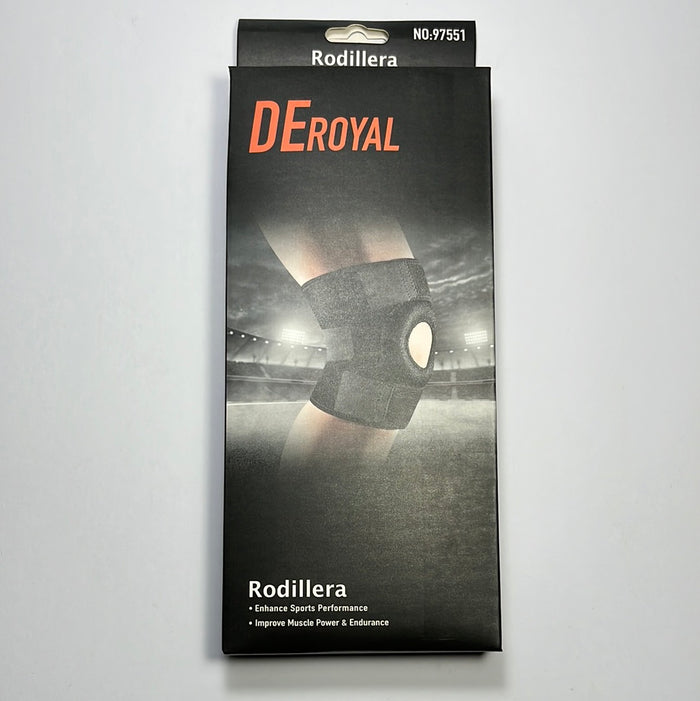 NO:97551
Rodillera
DEROYAL
Rodillera
• Enhance Sports Performance
• Improve Muscle Power & Endurance